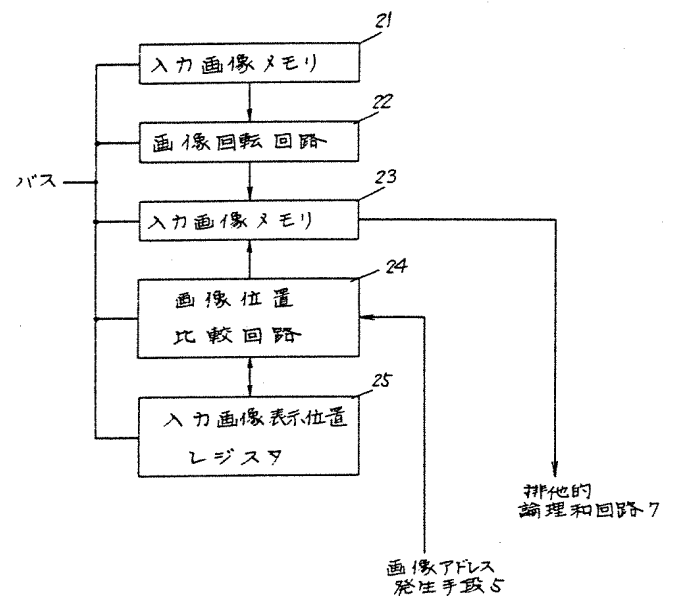 21
入力画像メモリ
22
画像回転回路
バス
23
入力画像メモリ
24
画像位置
比較回路
25
入力画像表示位置
レジスタ
排他的
論理和回路7
画像アドレス
発生手段5